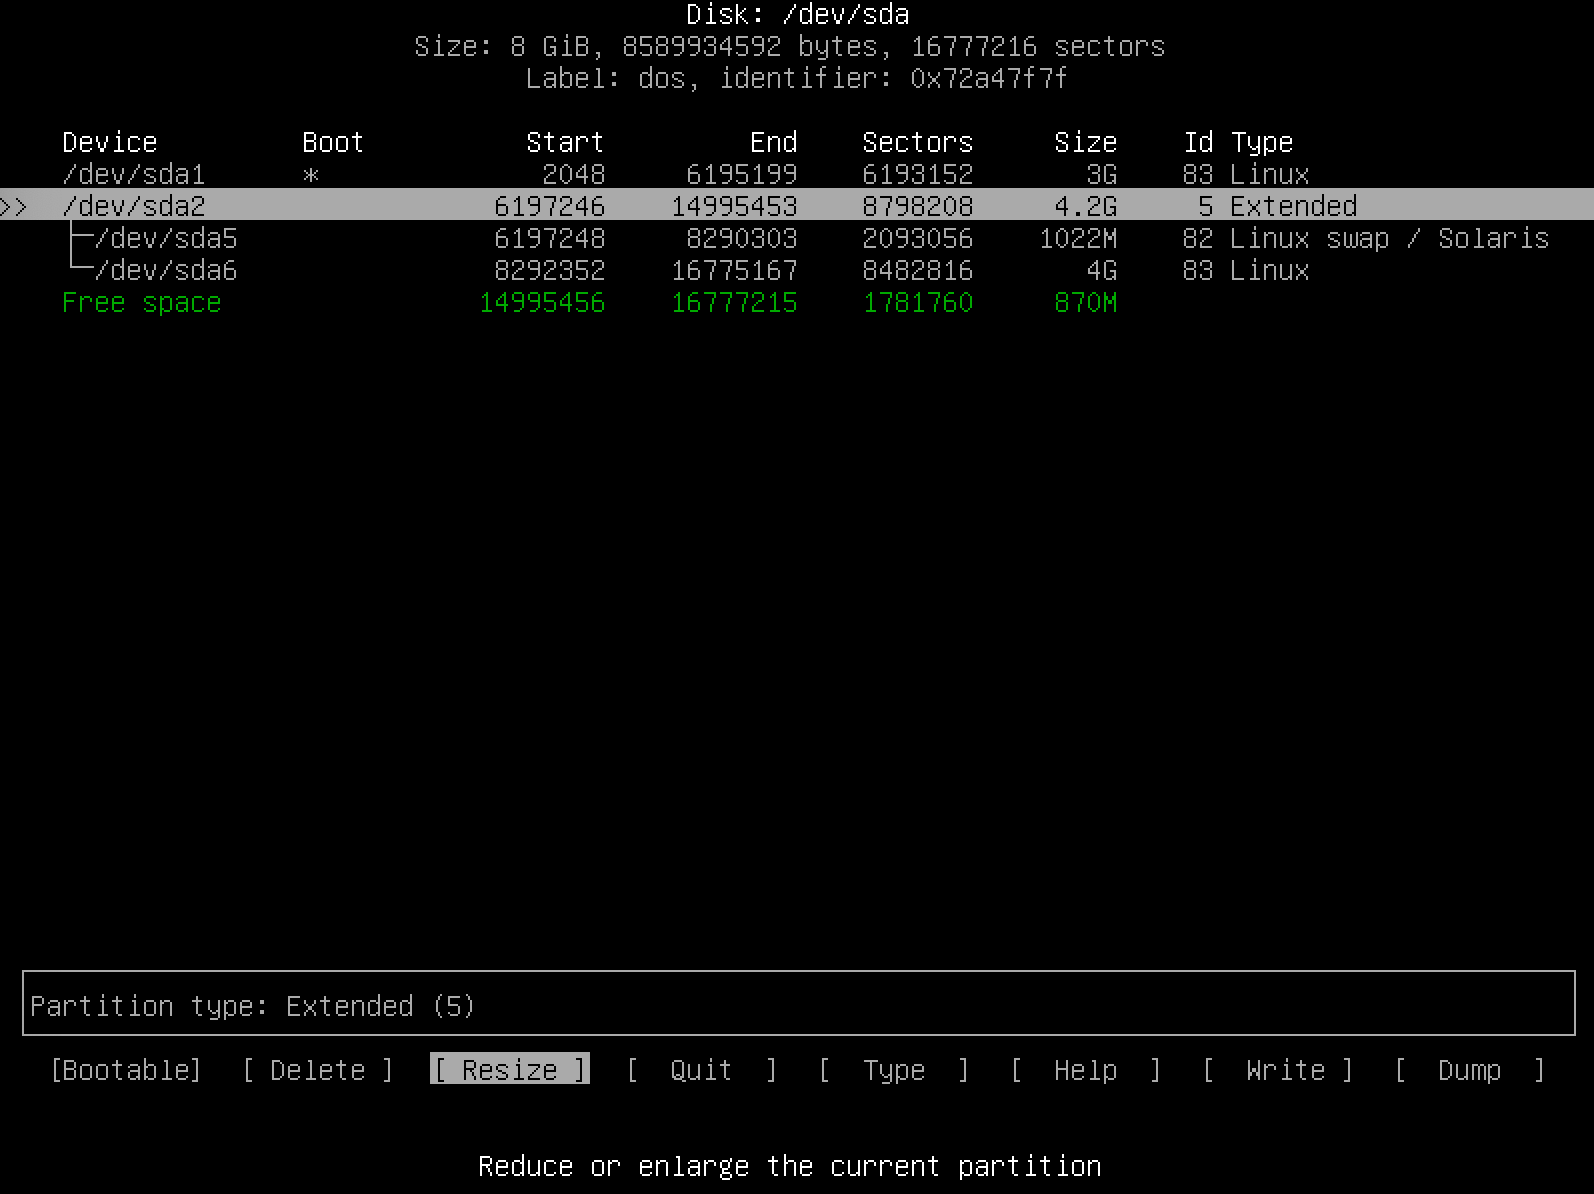 Disk: /dev/sda
Size: 8 GiB, 8589934592 bytes, 16777216 sectors
Label: dos, identifier: 0x72a47f7f
Device Boot Start End Sectors Size Id Type
/dev/sda1 * 2048 6195199 6193152 3G 83 Linux
>> /dev/sda2 6197246 14995453 8798208 4.2G 5 Extended
├─/dev/sda5 6197248 8290303 2093056 1022M 82 Linux swap / Solaris
└─/dev/sda6 8292352 16775167 8482816 4G 83 Linux
Free space 14995456 16777215 1781760 870M
Partition type: Extended (5)
[Bootable] [ Delete ] [ Resize ] [ Quit ] [ Type ] [ Help ] [ Write ] [ Dump ]
Reduce or enlarge the current partition